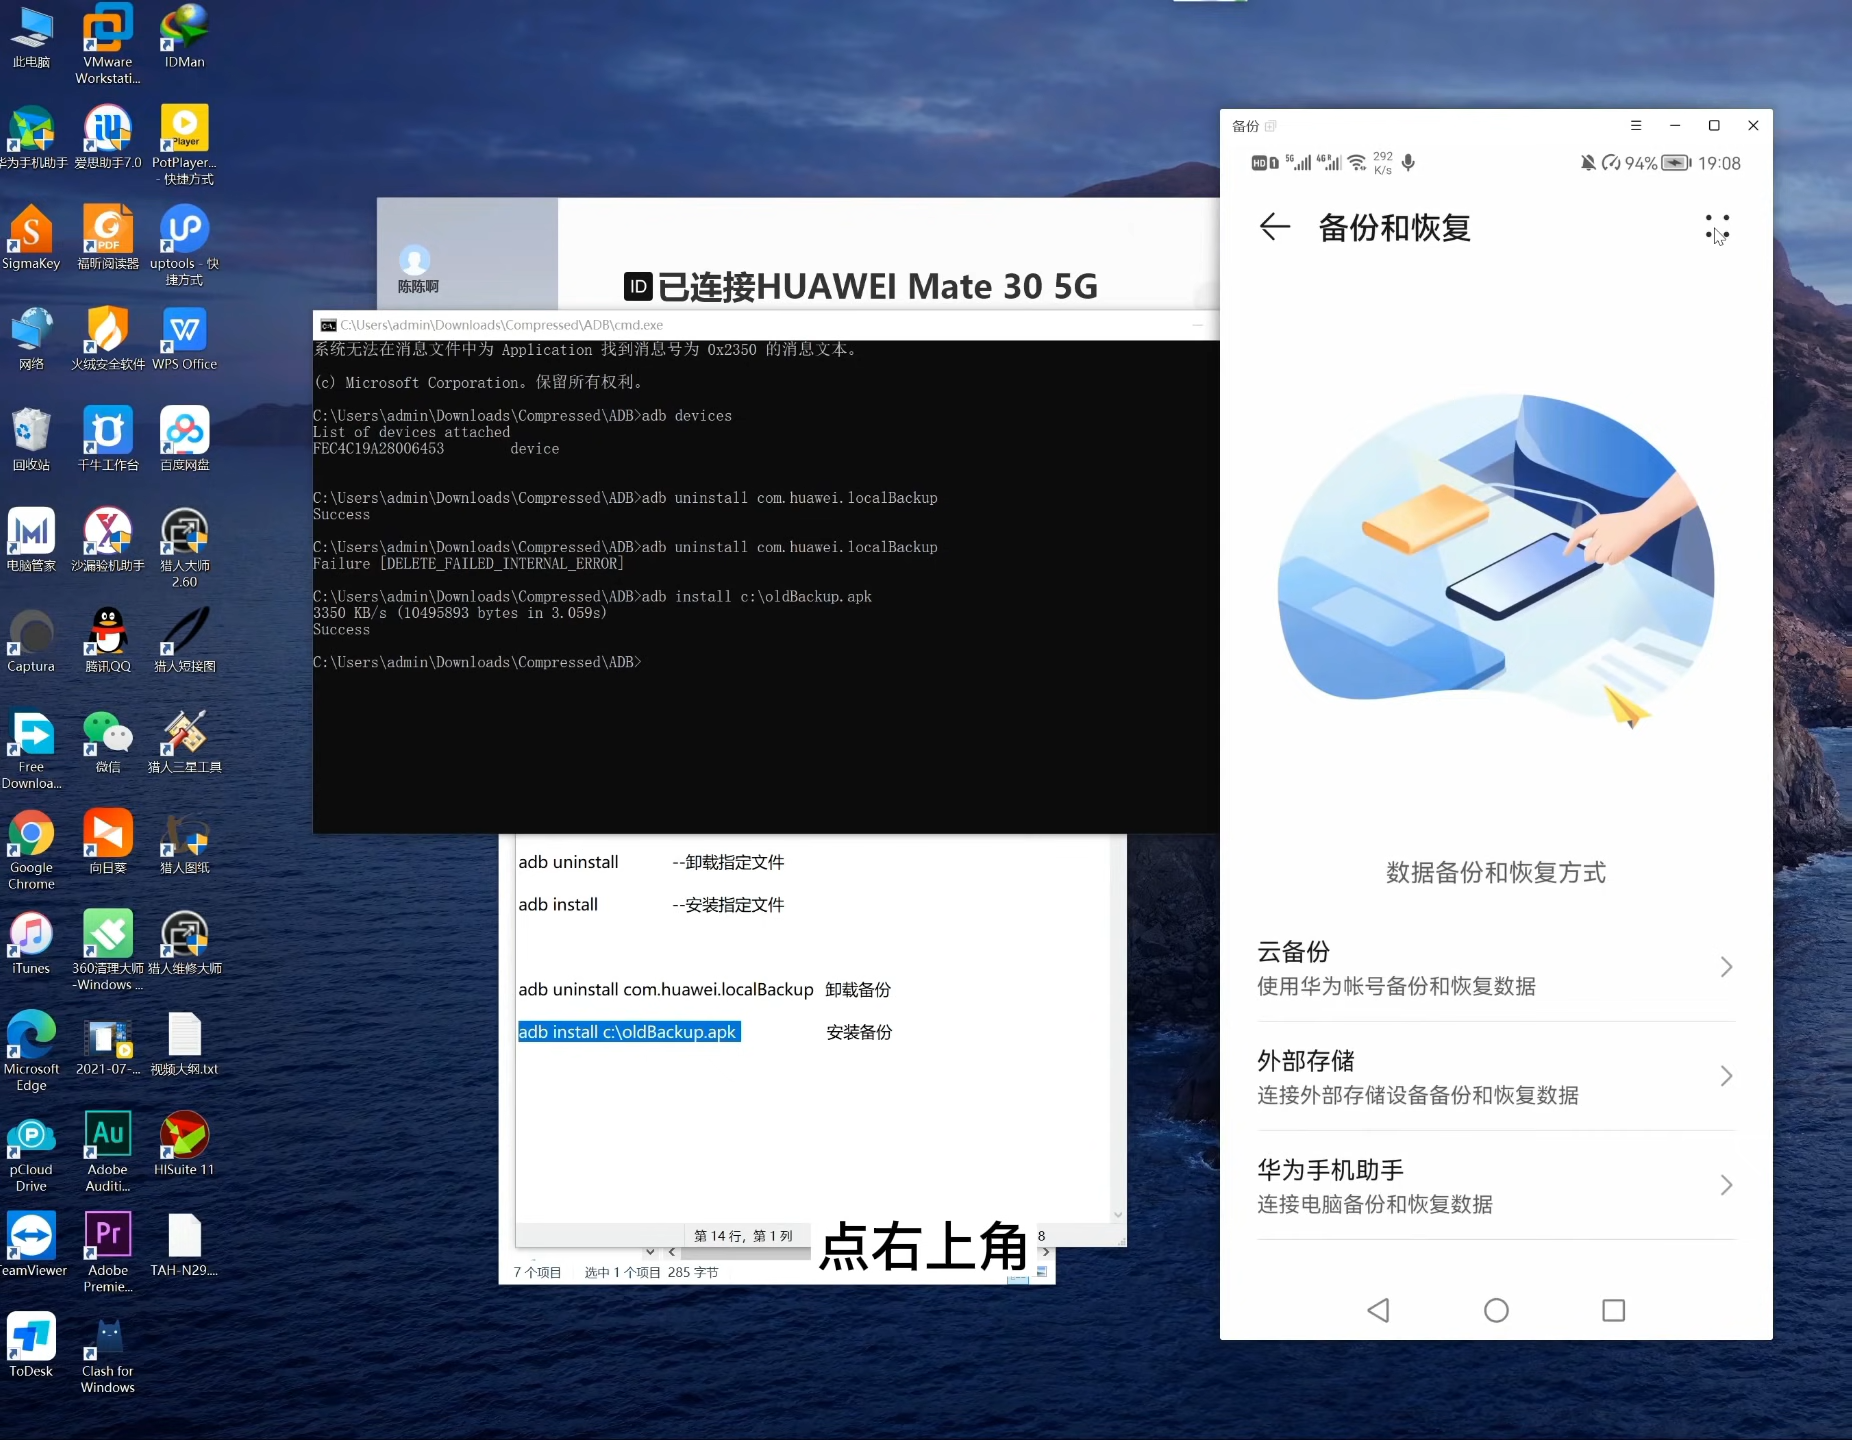 此电脑
VMware
Workstati...
IDMan
华为手机助手
爱思助手7.0
PotPlayer...
- 快捷方式
SigmaKey
福昕阅读器
uptools - 快
捷方式
网络
火绒安全软件
WPS Office
回收站
千牛工作台
百度网盘
电脑管家
沙漏验机助手
猎人大师
2.60
Captura
腾讯QQ
猎人短接图
Free
Downloa...
微信
猎人三星工具
Google
Chrome
向日葵
猎人图纸
iTunes
360清理大师
-Windows ...
猎人维修大师
Microsoft
Edge
2021-07-...
视频大纲.txt
pCloud
Drive
Adobe
Auditi...
HISuite 11
TeamViewer
Adobe
Premie...
TAH-N29....
ToDesk
Clash for
Windows
陈陈啊
ID 已连接HUAWEI Mate 30 5G
C:\Users\admin\Downloads\Compressed\ADB\cmd.exe
系统无法在消息文件中为 Application 找到消息号为 0x2350 的消息文本。
(c) Microsoft Corporation。保留所有权利。
C:\Users\admin\Downloads\Compressed\ADB>adb devices
List of devices attached
FEC4C19A28006453 device
C:\Users\admin\Downloads\Compressed\ADB>adb uninstall com.huawei.localBackup
Success
C:\Users\admin\Downloads\Compressed\ADB>adb uninstall com.huawei.localBackup
Failure [DELETE_FAILED_INTERNAL_ERROR]
C:\Users\admin\Downloads\Compressed\ADB>adb install c:\oldBackup.apk
3350 KB/s (10495893 bytes in 3.059s)
Success
C:\Users\admin\Downloads\Compressed\ADB>
adb uninstall --卸载指定文件
adb install --安装指定文件
adb uninstall com.huawei.localBackup 卸载备份
adb install c:\oldBackup.apk 安装备份
第 14 行，第 1 列
8
7 个项目 选中 1 个项目 285 字节
点右上角
备份
HD 1 5G 4G R 292 K/s 94% 19:08
备份和恢复
数据备份和恢复方式
云备份
使用华为帐号备份和恢复数据
外部存储
连接外部存储设备备份和恢复数据
华为手机助手
连接电脑备份和恢复数据